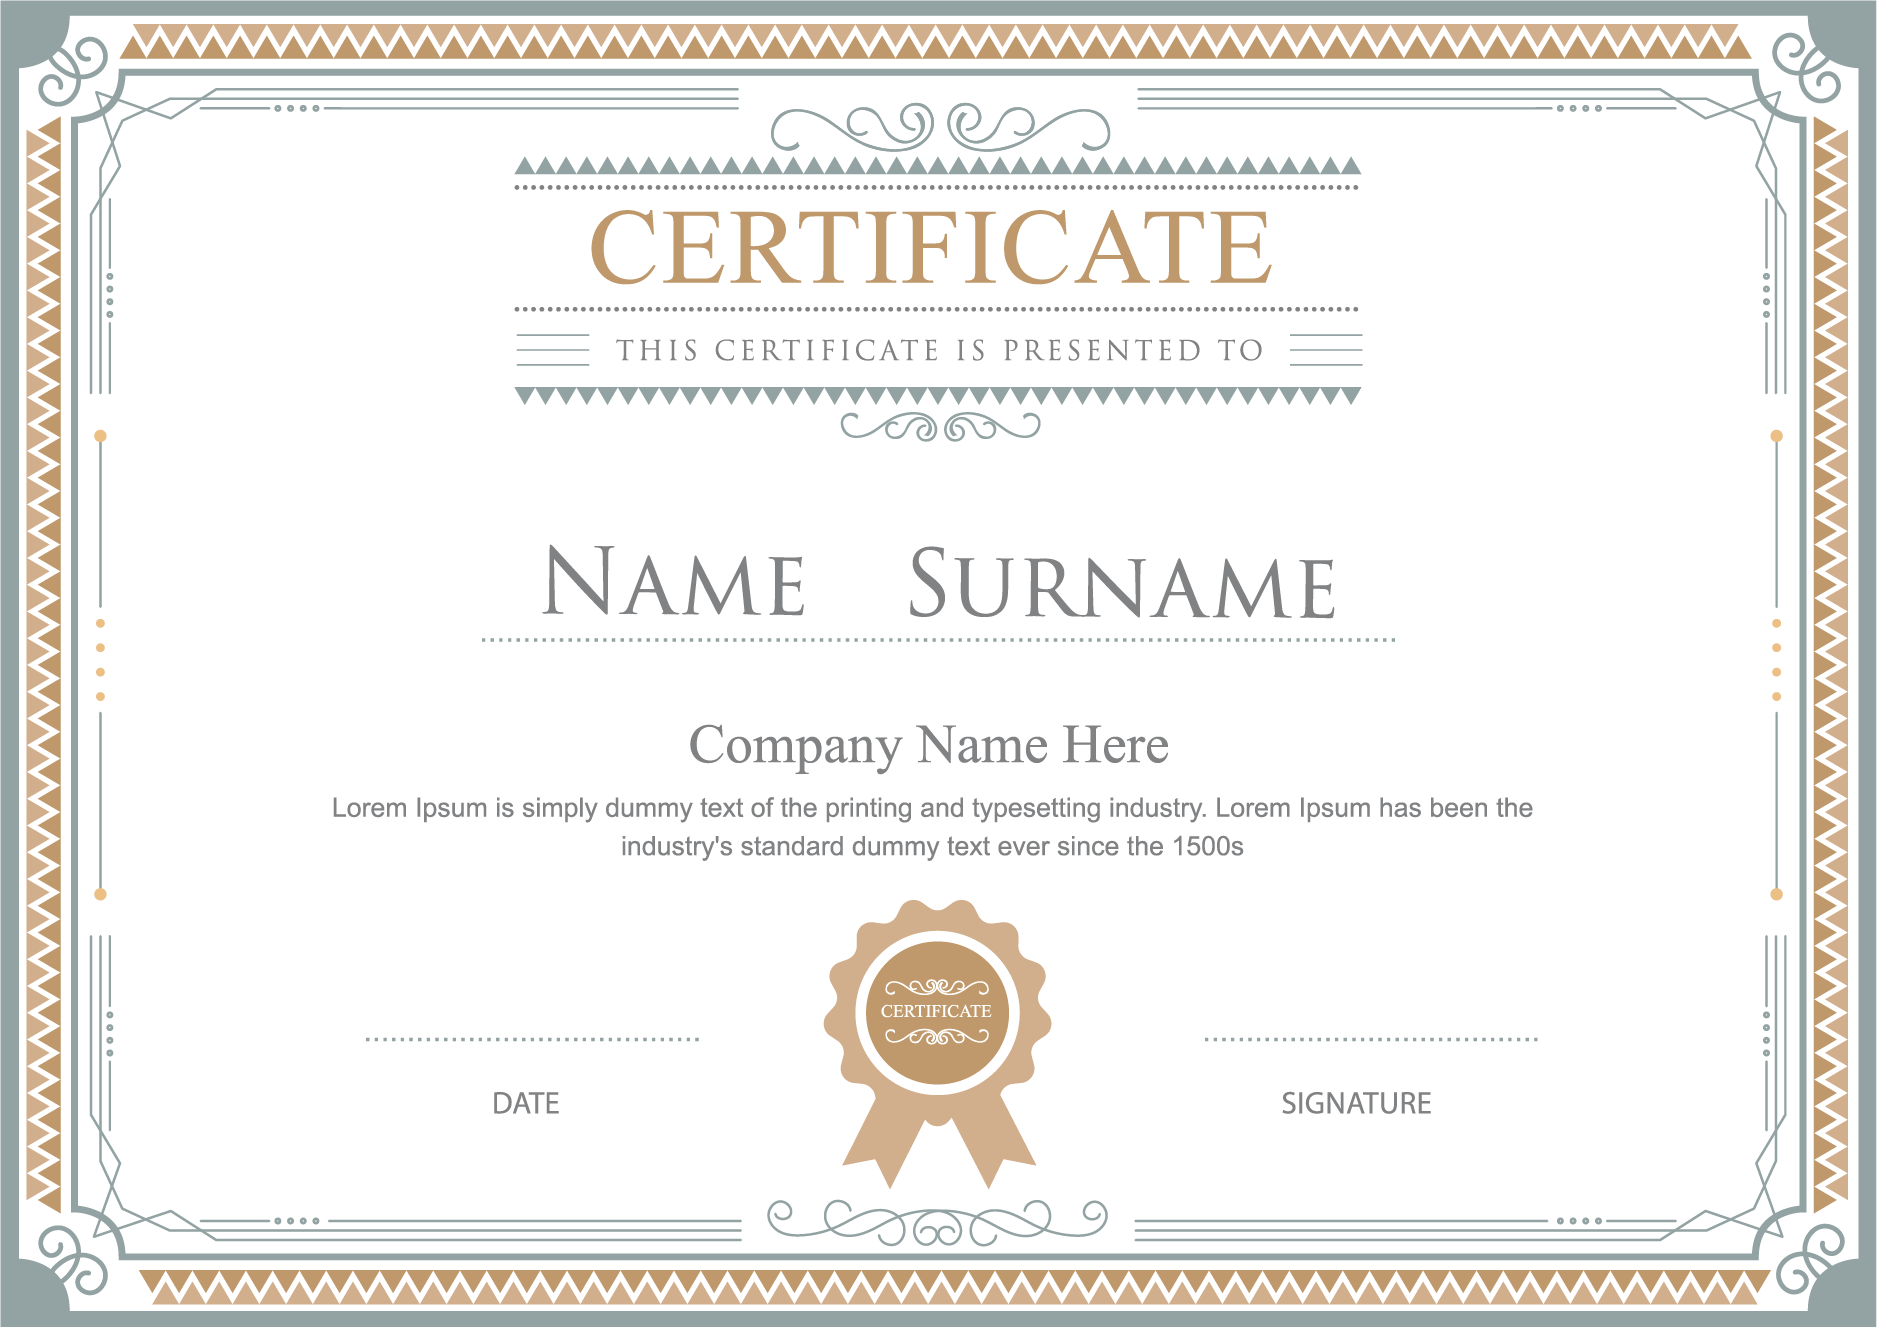 CERTIFICATE
THIS CERTIFICATE IS PRESENTED TO
NAME SURNAME
Company Name Here
Lorem Ipsum is simply dummy text of the printing and typesetting industry. Lorem Ipsum has been the
industry's standard dummy text ever since the 1500s
CERTIFICATE
DATE
SIGNATURE